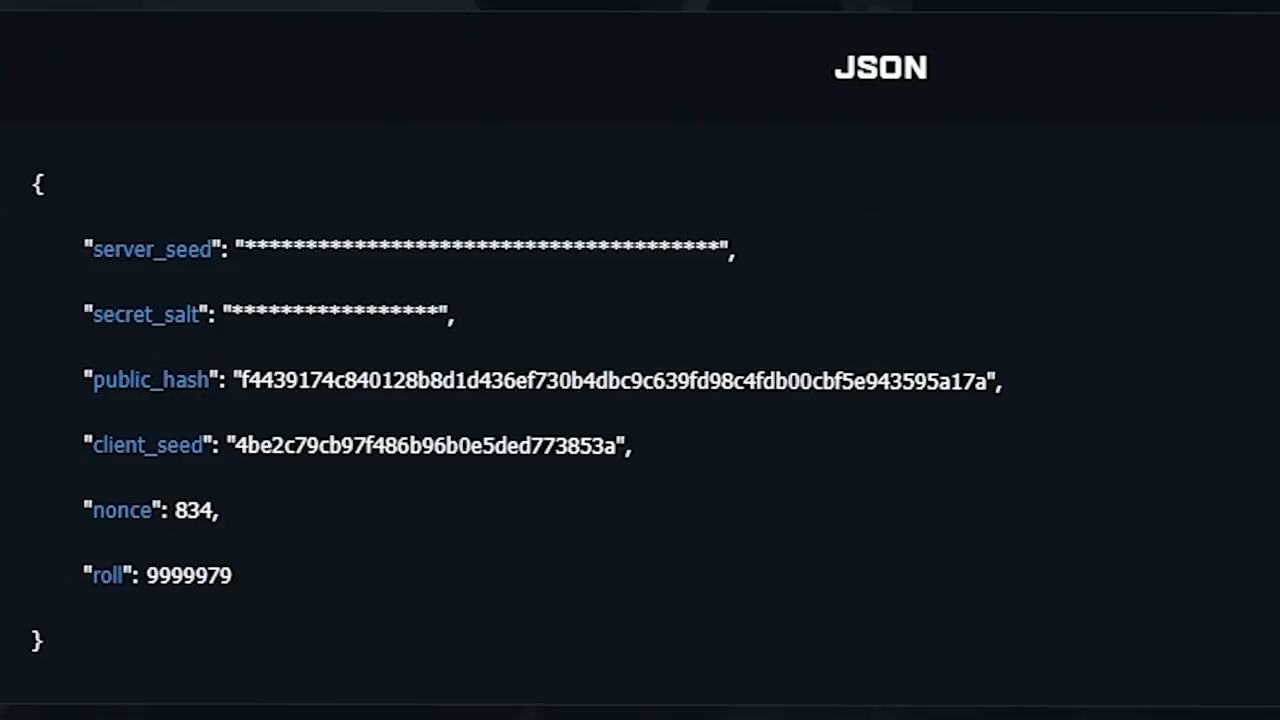 JSON
{
"server_seed": "***************************************",
"secret_salt": "******************",
"public_hash": "f4439174c840128b8d1d436ef730b4dbc9c639fd98c4fdb00cbf5e943595a17a",
"client_seed": "4be2c79cb97f486b96b0e5ded773853a",
"nonce": 834,
"roll": 9999979
}